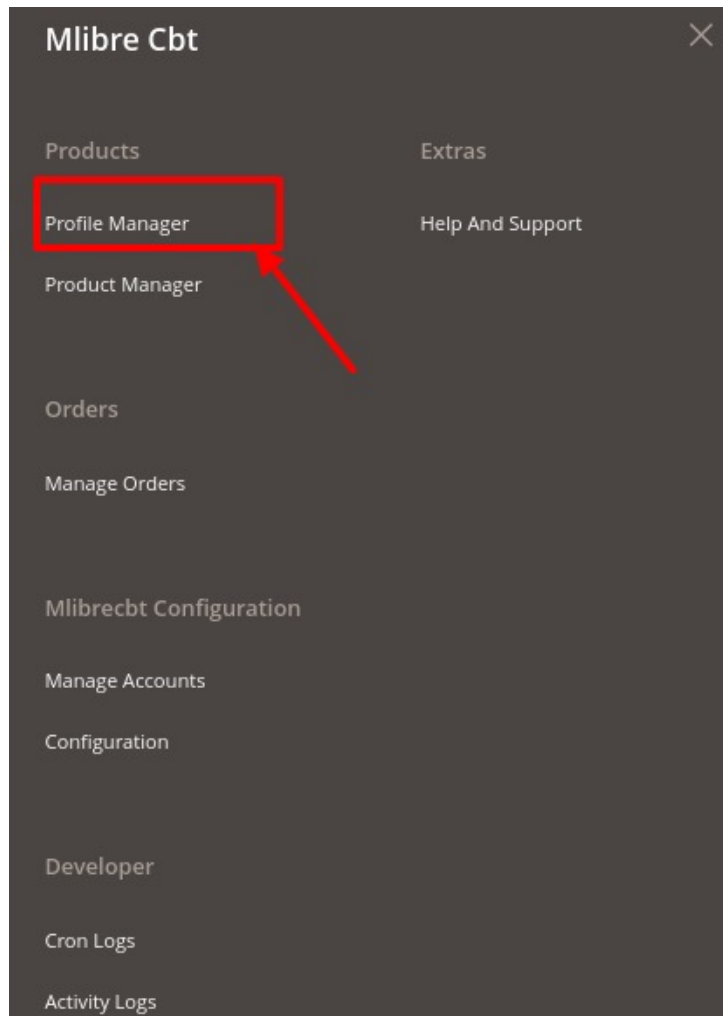 Mlibre Cbt
Products
Extras
Profile Manager
Help And Support
Product Manager
Orders
Manage Orders
Mlibrecbt Configuration
Manage Accounts
Configuration
Developer
Cron Logs
Activity Logs